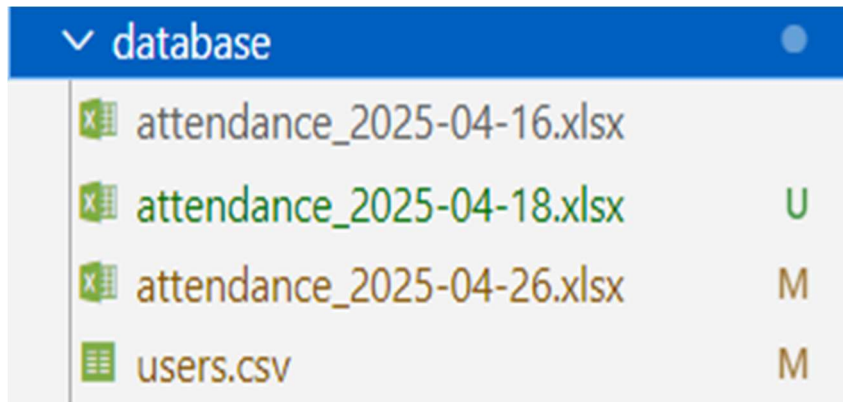 database
attendance_2025-04-16.xlsx
attendance_2025-04-18.xlsx U
attendance_2025-04-26.xlsx M
users.csv M